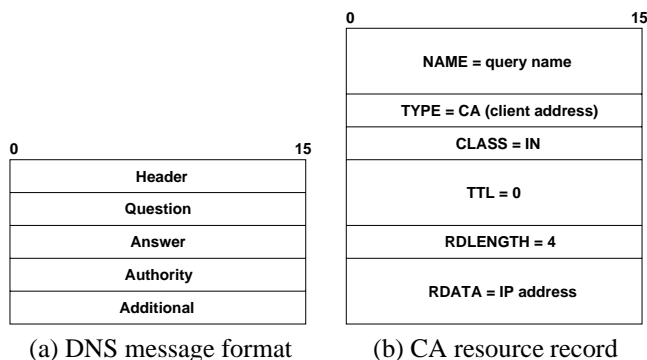 0 15
Header
Question
Answer
Authority
Additional
(a) DNS message format
0 15
NAME = query name
TYPE = CA (client address)
CLASS = IN
TTL = 0
RDLENGTH = 4
RDATA = IP address
(b) CA resource record